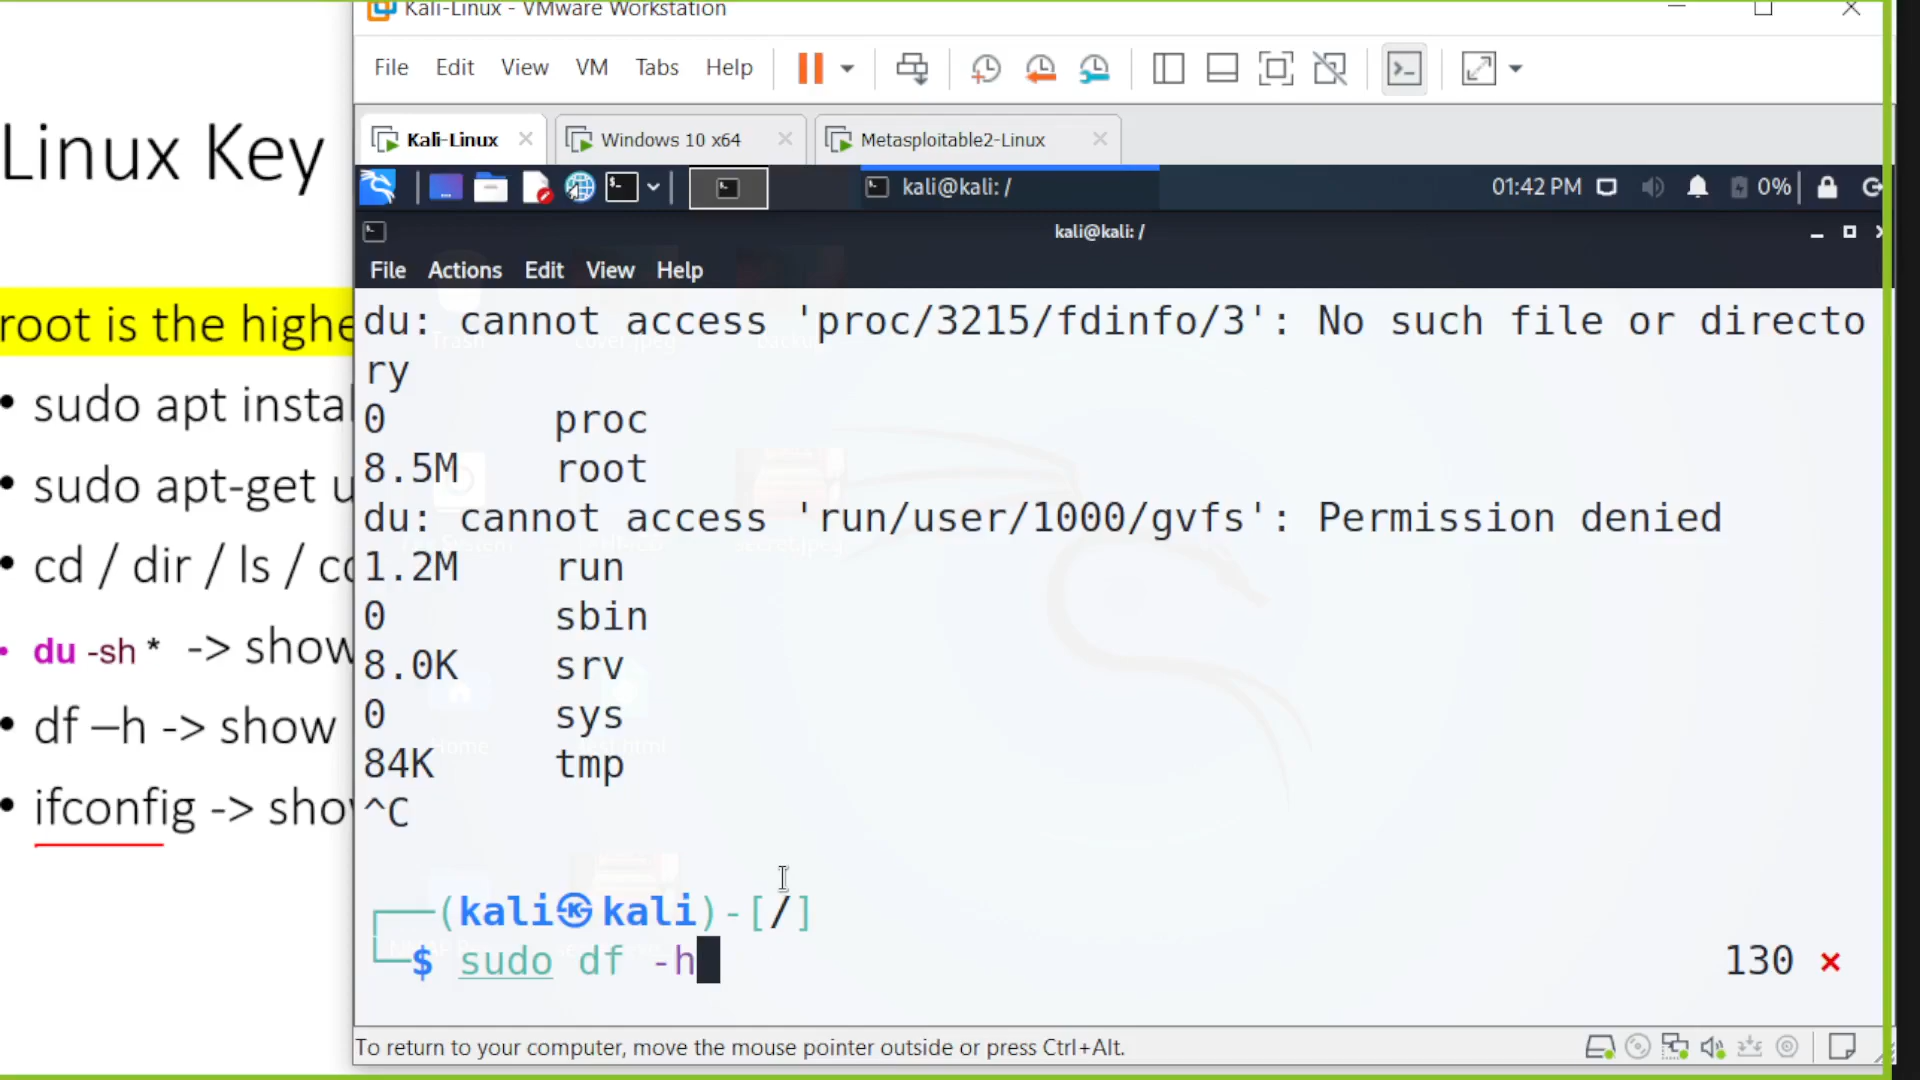 Kali-Linux - VMware Workstation
File Edit View VM Tabs Help
Kali-Linux
Windows 10 x64
Metasploitable2-Linux
kali@kali: /
01:42 PM
0%
kali@kali: /
File Actions Edit View Help
Linux Key
root is the highe
• sudo apt instal
• sudo apt-get u
• cd / dir / ls / co
• du -sh * -> show
• df –h -> show
• ifconfig -> show
du: cannot access 'proc/3215/fdinfo/3': No such file or directo
ry
0 proc
8.5M root
du: cannot access 'run/user/1000/gvfs': Permission denied
1.2M run
0 sbin
8.0K srv
0 sys
84K tmp
^C
┌──(kali㉿kali)-[/]
└─$ sudo df -h
130 ×
Trash
Home
To return to your computer, move the mouse pointer outside or press Ctrl+Alt.